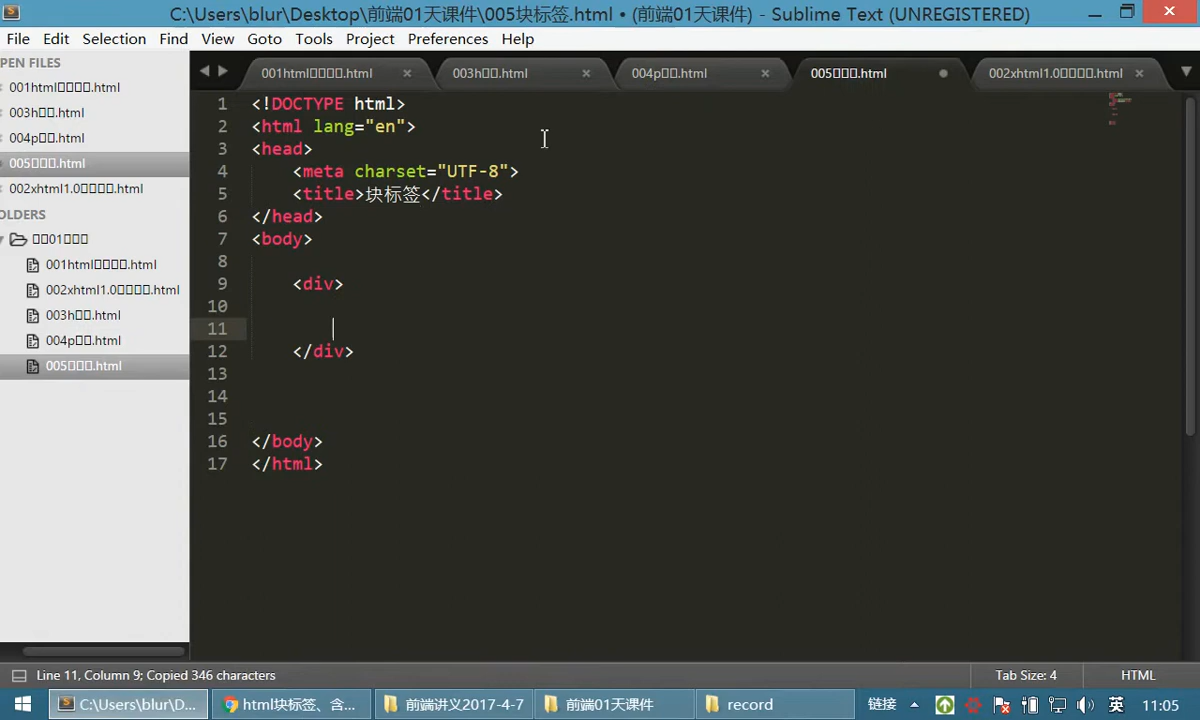 C:\Users\blur\Desktop\前端01天课件\005块标签.html • (前端01天课件) - Sublime Text (UNREGISTERED)
File Edit Selection Find View Goto Tools Project Preferences Help
PEN FILES
001html□□□□.html
003h□□.html
004p□□.html
005□□□.html
002xhtml1.0□□□□.html
OLDERS
□□01□□□
001html□□□□.html
002xhtml1.0□□□□.html
003h□□.html
004p□□.html
005□□□.html
001html□□□□.html 003h□□.html 004p□□.html 005□□□.html 002xhtml1.0□□□□.html
1 <!DOCTYPE html>
2 <html lang="en">
3 <head>
4 <meta charset="UTF-8">
5 <title>块标签</title>
6 </head>
7 <body>
8
9 <div>
10
11
12 </div>
13
14
15
16 </body>
17 </html>
Line 11, Column 9; Copied 346 characters Tab Size: 4 HTML
C:\Users\blur\D... html块标签、含... 前端讲义2017-4-7 前端01天课件 record 链接 英 11:05